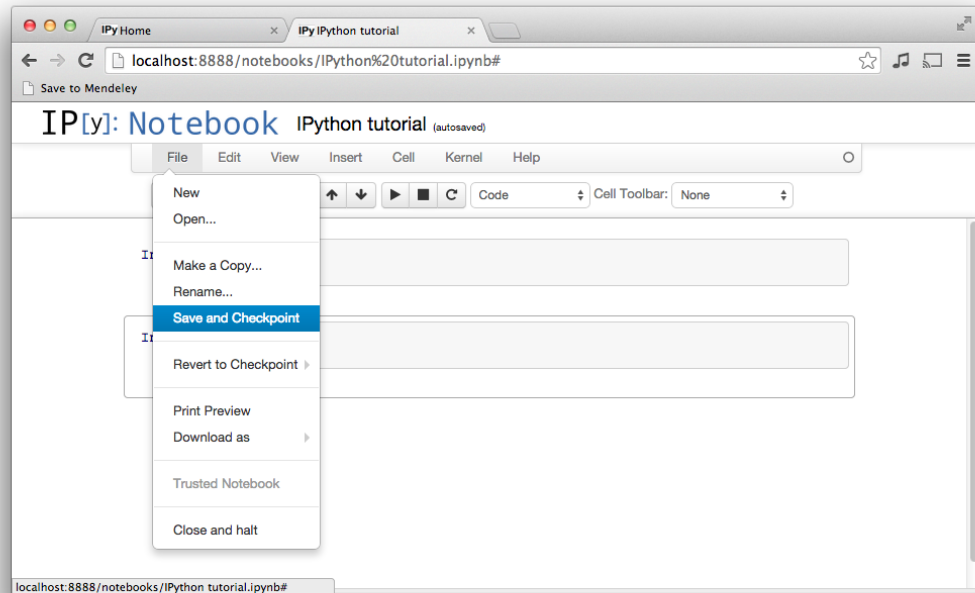 IPy Home
IPy IPython tutorial
localhost:8888/notebooks/IPython%20tutorial.ipynb#
Save to Mendeley
IP[y]: Notebook IPython tutorial (autosaved)
File Edit View Insert Cell Kernel Help
Code Cell Toolbar: None
New
Open...
Make a Copy...
Rename...
Save and Checkpoint
Revert to Checkpoint
Print Preview
Download as
Trusted Notebook
Close and halt
localhost:8888/notebooks/IPython tutorial.ipynb#